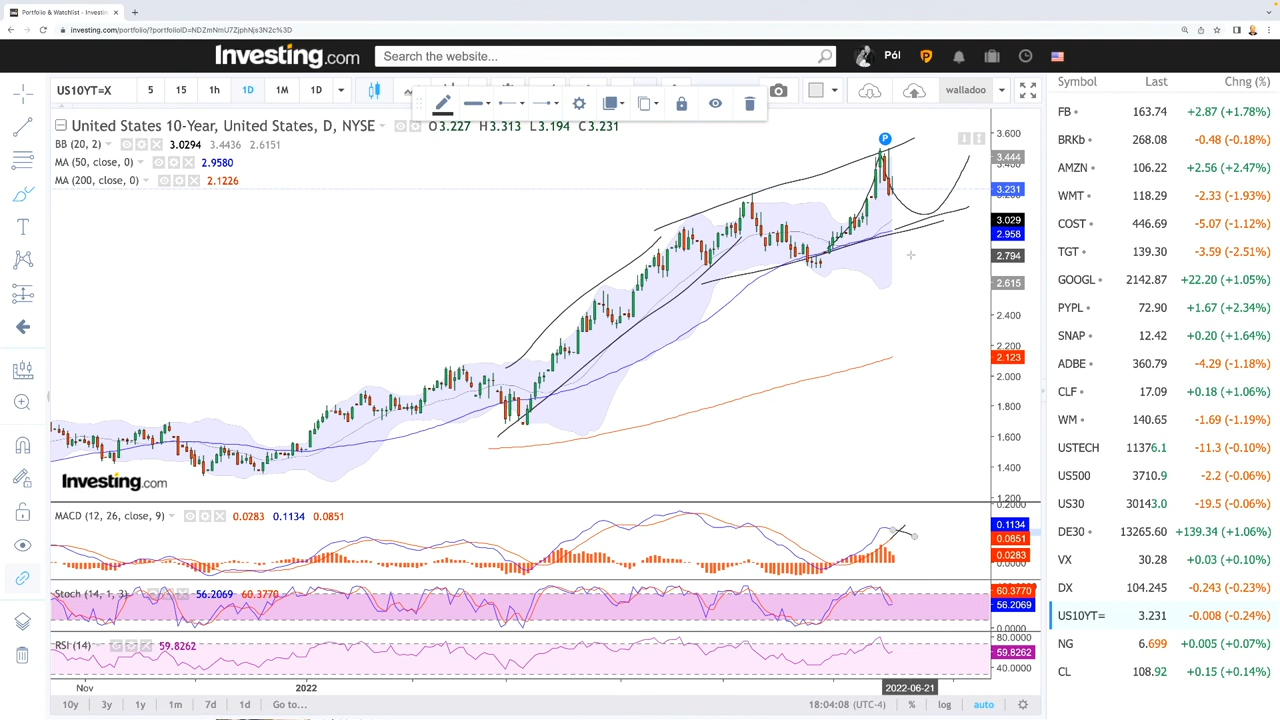 Portfolio & Watchlist - Investin
investing.com/portfolio/?portfolioID=NDZmNmU7ZjphNjs3N2c%3D
Investing.com Search the website... Pól
US10YT=X 5 15 1h 1D 1M 1D walladoo
United States 10-Year, United States, D, NYSE O3.227 H3.313 L3.194 C3.231
BB (20, 2) 3.0294 3.4436 2.6151
MA (50, close, 0) 2.9580
MA (200, close, 0) 2.1226
P
3.600
3.444
3.231
3.029
2.958
2.794
2.615
2.400
2.200
2.123
2.000
1.800
1.600
1.400
1.200
Investing.com
MACD (12, 26, close, 9) 0.0283 0.1134 0.0851
0.2000
0.1134
0.0851
0.0283
0.0000
Stoch (14, 1, 3) 56.2069 60.3770
60.3770
56.2069
0.0000
RSI (14) 59.8262
80.0000
59.8262
40.0000
Nov 2022 2022-06-21
10y 3y 1y 1m 7d 1d Go to... 18:04:08 (UTC-4) % log auto
Symbol Last Chng (%)
FB 163.74 +2.87 (+1.78%)
BRKb 268.08 -0.48 (-0.18%)
AMZN 106.22 +2.56 (+2.47%)
WMT 118.29 -2.33 (-1.93%)
COST 446.69 -5.07 (-1.12%)
TGT 139.30 -3.59 (-2.51%)
GOOGL 2142.87 +22.20 (+1.05%)
PYPL 72.90 +1.67 (+2.34%)
SNAP 12.42 +0.20 (+1.64%)
ADBE 360.79 -4.29 (-1.18%)
CLF 17.09 +0.18 (+1.06%)
WM 140.65 -1.69 (-1.19%)
USTECH 11376.1 -11.3 (-0.10%)
US500 3710.9 -2.2 (-0.06%)
US30 30143.0 -19.5 (-0.06%)
DE30 13265.60 +139.34 (+1.06%)
VX 30.28 +0.03 (+0.10%)
DX 104.245 -0.243 (-0.23%)
US10YT= 3.231 -0.008 (-0.24%)
NG 6.699 +0.005 (+0.07%)
CL 108.92 +0.15 (+0.14%)